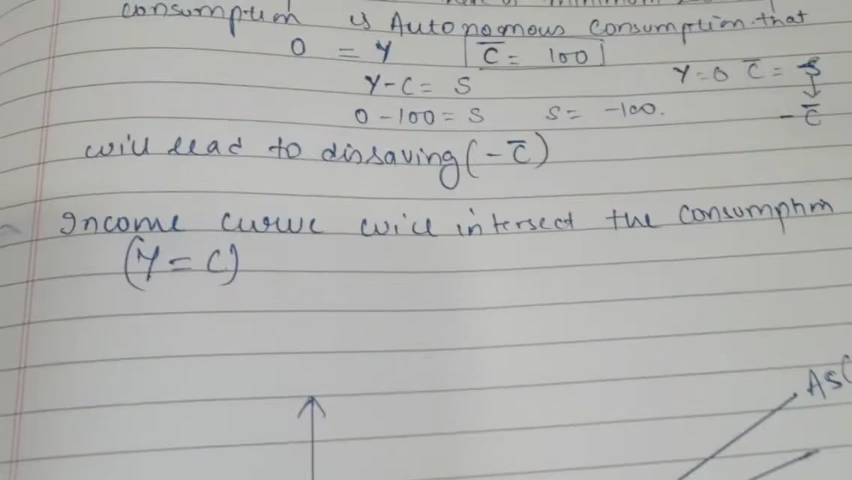 consumption is Autonomous consumption that
0 = Y C̅ = 100
Y-C = S Y=0 C̅ = -S
0-100 = S S = -100. -C̅
will lead to dissaving (-C̅)
Income curve will intersect the consumption
(Y = C)
AS(